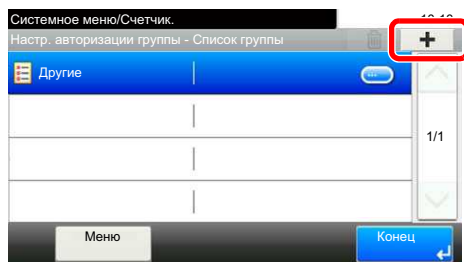 Системное меню/Счетчик.
Настр. авторизации группы - Список группы
+
Другие
1/1
Меню
Конец